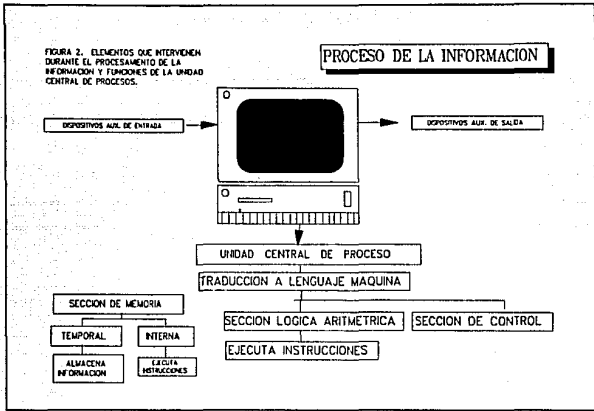 FIGURA 2. ELEMENTOS QUE INTERVIENEN
DURANTE EL PROCESAMIENTO DE LA
INFORMACION Y FUNCIONES DE LA UNIDAD
CENTRAL DE PROCESOS.
PROCESO DE LA INFORMACION
DISPOSITIVOS AUX. DE ENTRADA
DISPOSITIVOS AUX. DE SALIDA
UNIDAD CENTRAL DE PROCESO
TRADUCCION A LENGUAJE MAQUINA
SECCION DE MEMORIA
TEMPORAL
INTERNA
SECCION LOGICA ARITMETRICA
SECCION DE CONTROL
ALMACENA
INFORMACION
EJECUTA
INSTRUCCIONES
EJECUTA INSTRUCCIONES